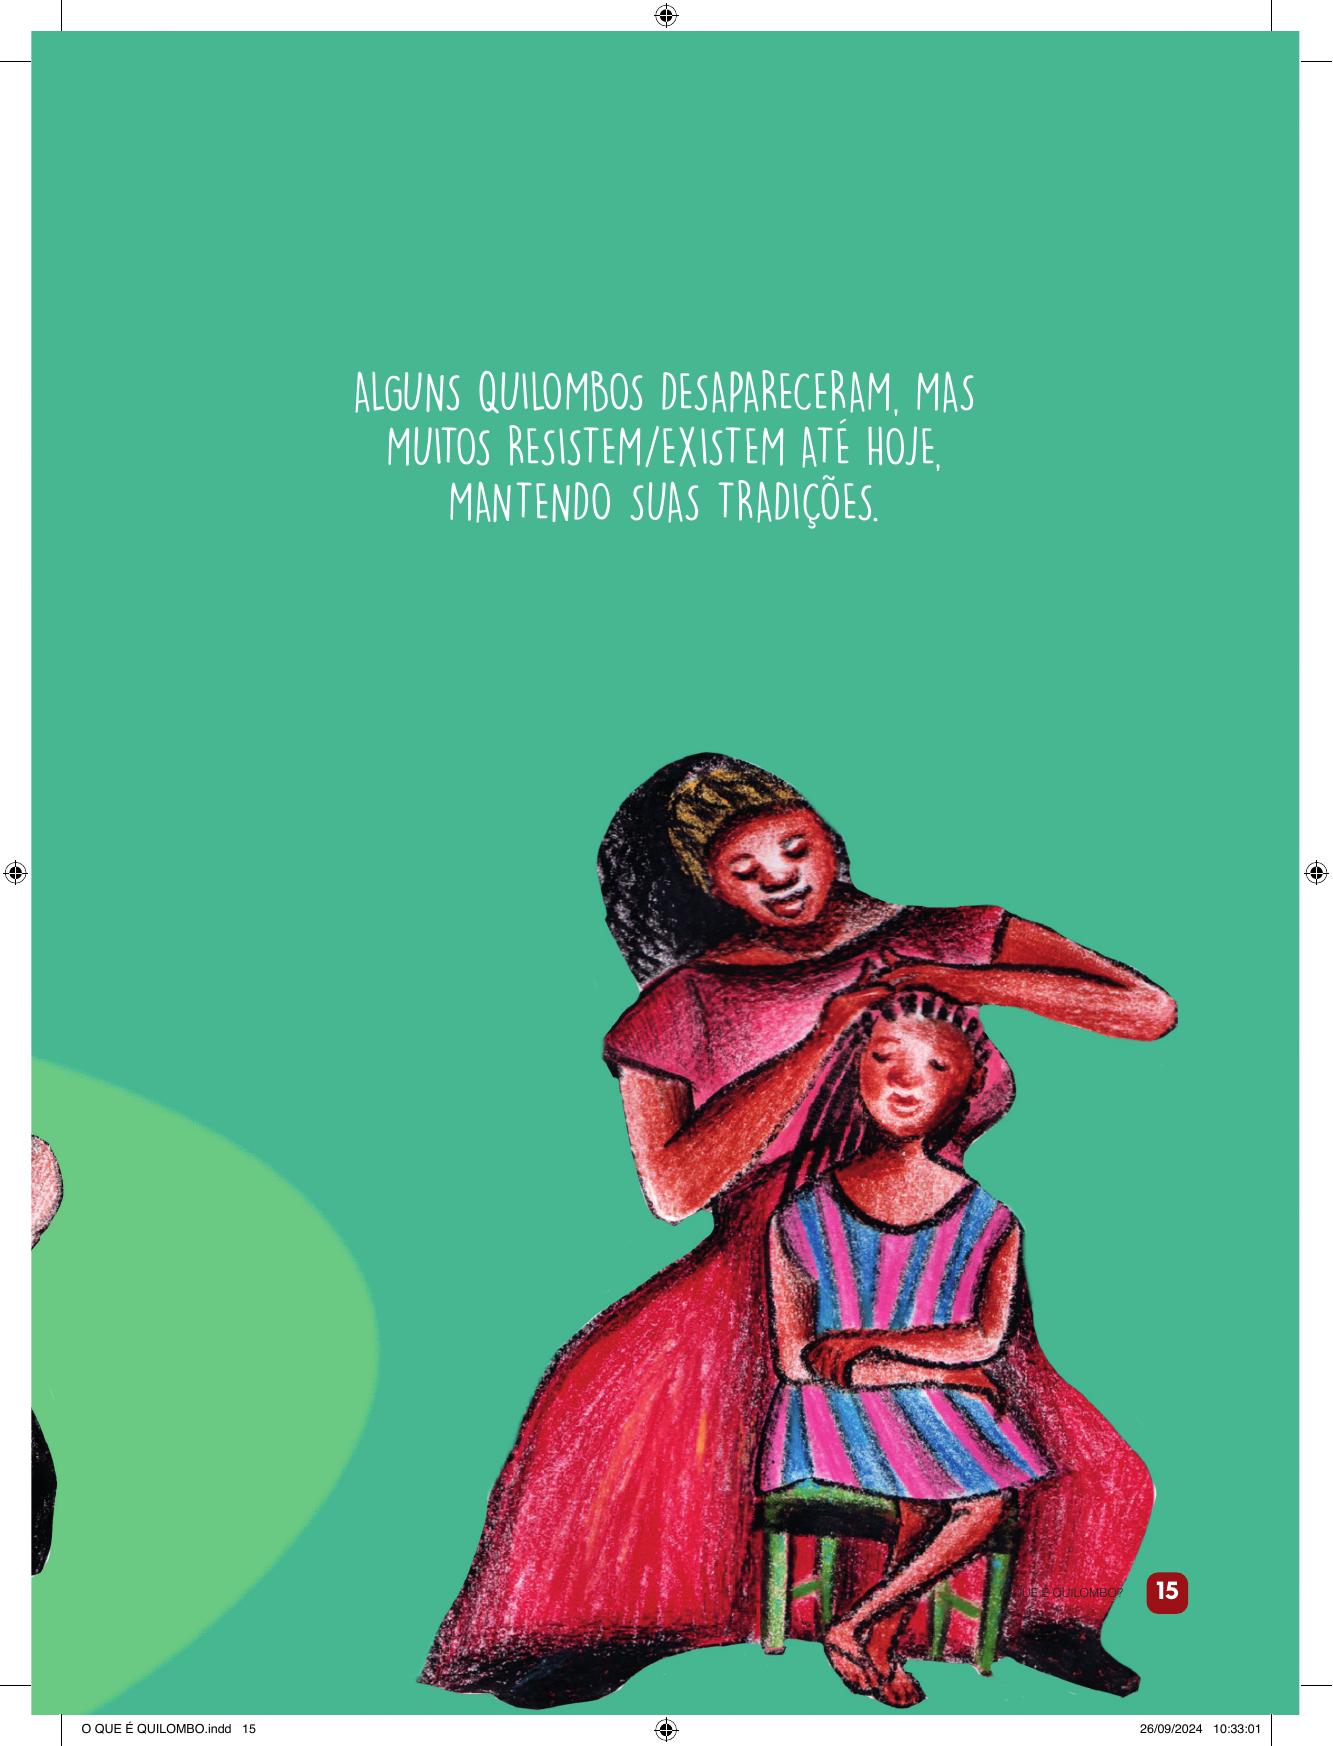 ALGUNS QUILOMBOS DESAPARECERAM, MAS
MUITOS RESISTEM/EXISTEM ATÉ HOJE,
MANTENDO SUAS TRADIÇÕES.
É QUILOMBO?
15
O QUE É QUILOMBO.indd 15
26/09/2024 10:33:01